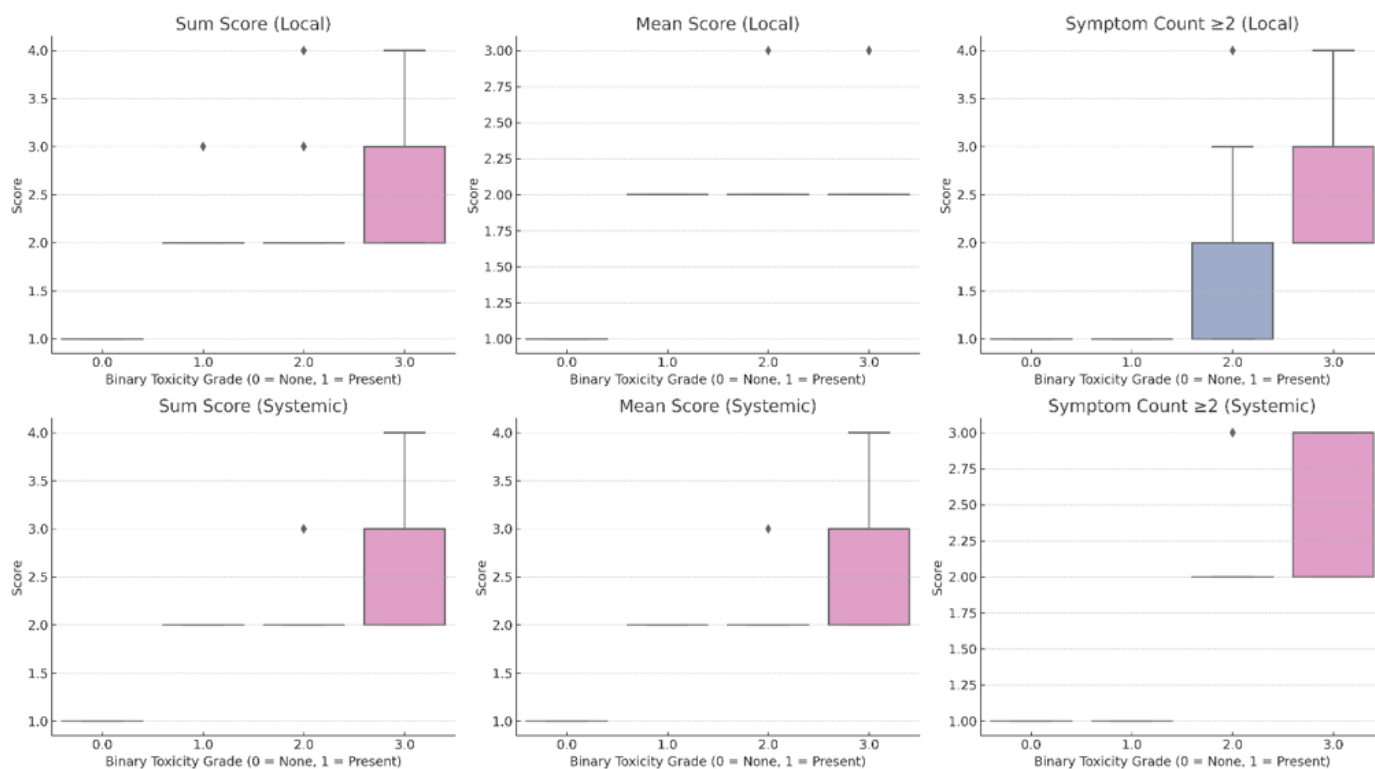 Sum Score (Local)
4.0
3.5
3.0
2.5
2.0
1.5
1.0
Score
0.0 1.0 2.0 3.0
Binary Toxicity Grade (0 = None, 1 = Present)
Mean Score (Local)
3.00
2.75
2.50
2.25
2.00
1.75
1.50
1.25
1.00
Score
0.0 1.0 2.0 3.0
Binary Toxicity Grade (0 = None, 1 = Present)
Symptom Count ≥2 (Local)
4.0
3.5
3.0
2.5
2.0
1.5
1.0
Score
0.0 1.0 2.0 3.0
Binary Toxicity Grade (0 = None, 1 = Present)
Sum Score (Systemic)
4.0
3.5
3.0
2.5
2.0
1.5
1.0
Score
0.0 1.0 2.0 3.0
Binary Toxicity Grade (0 = None, 1 = Present)
Mean Score (Systemic)
4.0
3.5
3.0
2.5
2.0
1.5
1.0
Score
0.0 1.0 2.0 3.0
Binary Toxicity Grade (0 = None, 1 = Present)
Symptom Count ≥2 (Systemic)
3.00
2.75
2.50
2.25
2.00
1.75
1.50
1.25
1.00
Score
0.0 1.0 2.0 3.0
Binary Toxicity Grade (0 = None, 1 = Present)